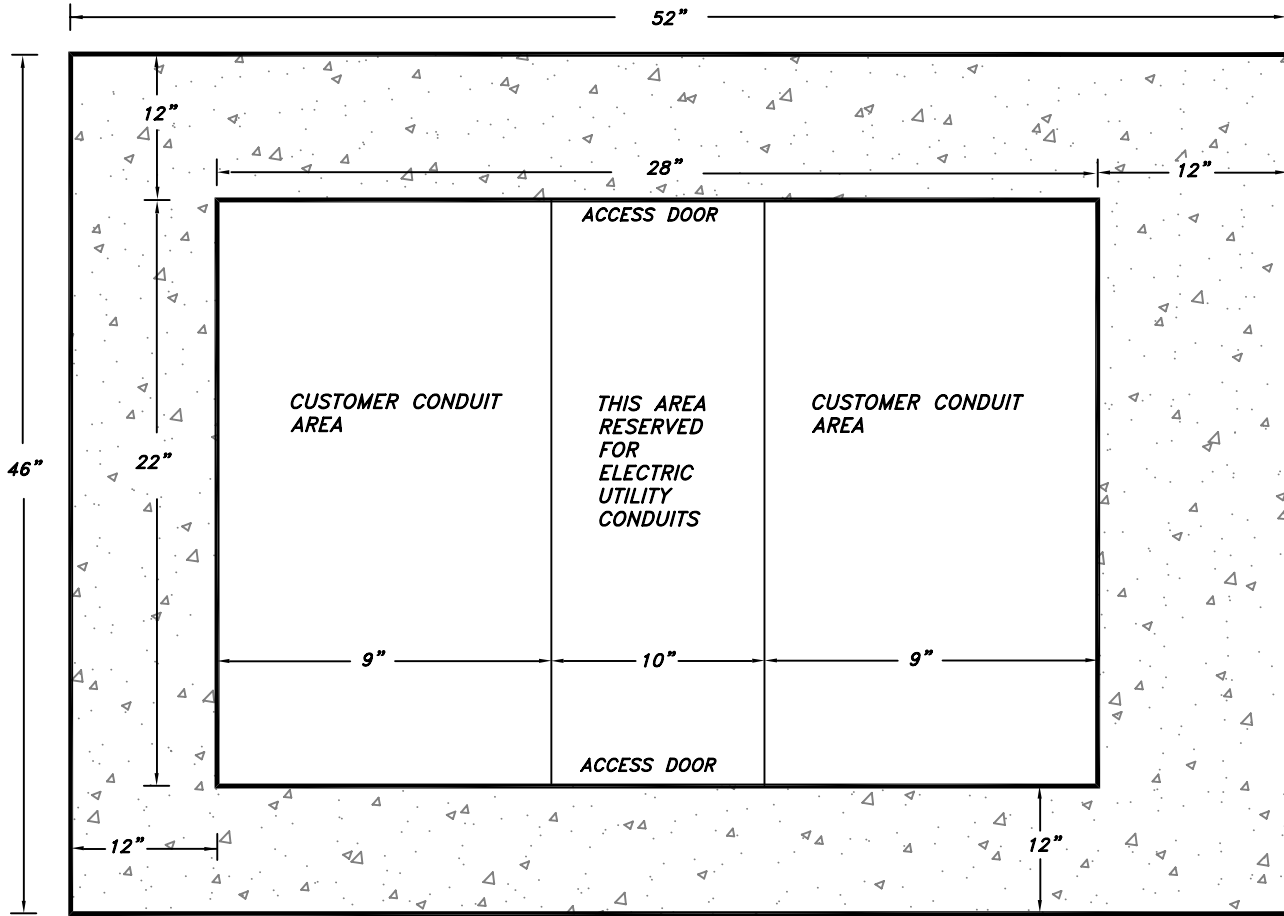 52”
12”
28”
12”
ACCESS DOOR
CUSTOMER CONDUIT
AREA
THIS AREA
RESERVED
FOR
ELECTRIC
UTILITY
CONDUITS
CUSTOMER CONDUIT
AREA
46”
22”
9”
10”
9”
ACCESS DOOR
12”
12”